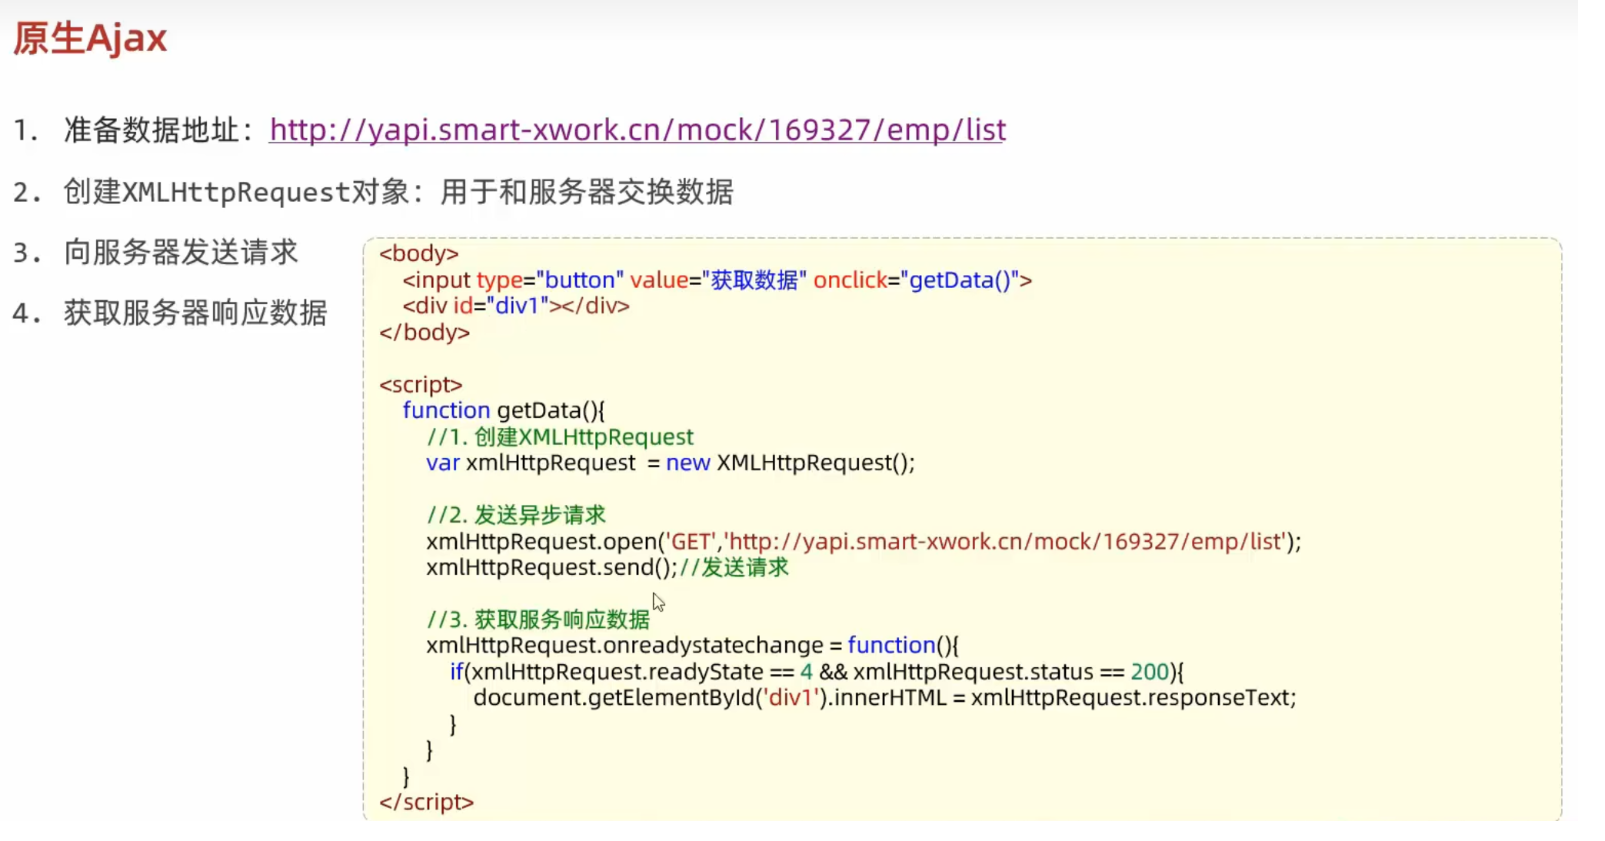 原生Ajax
1. 准备数据地址：http://yapi.smart-xwork.cn/mock/169327/emp/list
2. 创建XMLHttpRequest对象：用于和服务器交换数据
3. 向服务器发送请求
4. 获取服务器响应数据
<body>
<input type="button" value="获取数据" onclick="getData()">
<div id="div1"></div>
</body>
<script>
function getData(){
//1. 创建XMLHttpRequest
var xmlHttpRequest = new XMLHttpRequest();
//2. 发送异步请求
xmlHttpRequest.open('GET','http://yapi.smart-xwork.cn/mock/169327/emp/list');
xmlHttpRequest.send();//发送请求
//3. 获取服务响应数据
xmlHttpRequest.onreadystatechange = function(){
if(xmlHttpRequest.readyState == 4 && xmlHttpRequest.status == 200){
document.getElementById('div1').innerHTML = xmlHttpRequest.responseText;
}
}
}
</script>